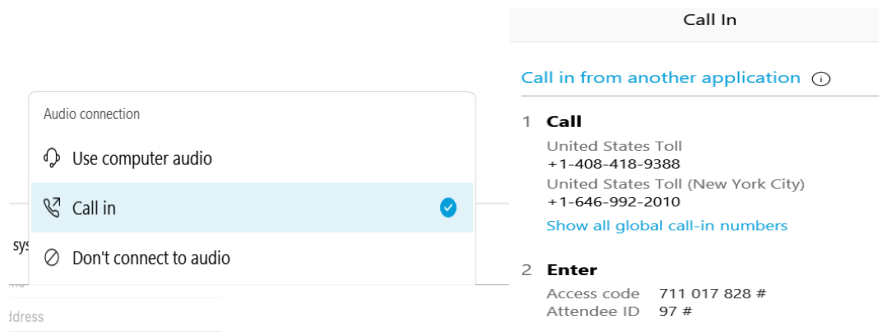 Audio connection
Use computer audio
Call in
Don't connect to audio
sys
ddress
Call In
Call in from another application
1 Call
United States Toll
+1-408-418-9388
United States Toll (New York City)
+1-646-992-2010
Show all global call-in numbers
2 Enter
Access code 711 017 828 #
Attendee ID 97 #